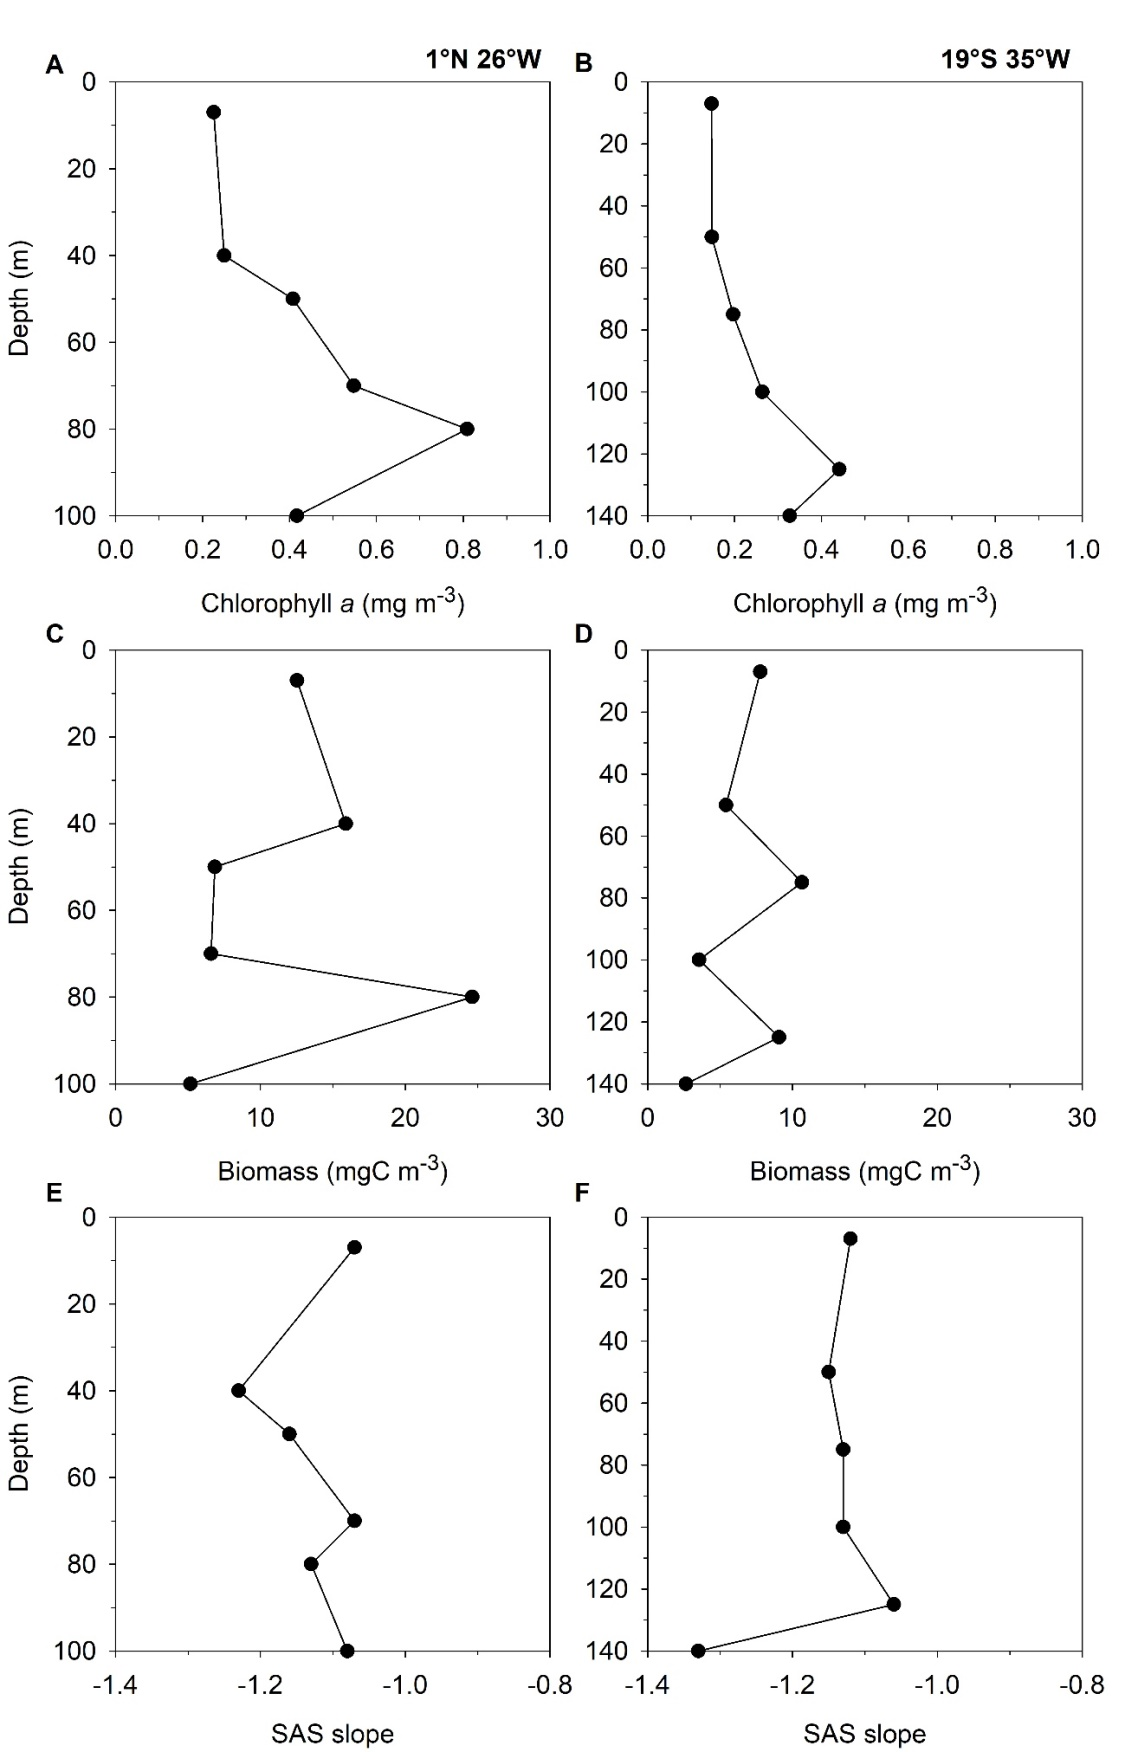 A
1°N 26°W
B
19°S 35°W
0
20
40
60
80
100
Depth (m)
0.0 0.2 0.4 0.6 0.8 1.0
Chlorophyll a (mg m-3)
0
20
40
60
80
100
120
140
0.0 0.2 0.4 0.6 0.8 1.0
Chlorophyll a (mg m-3)
C
0
20
40
60
80
100
Depth (m)
0 10 20 30
Biomass (mgC m-3)
D
0
20
40
60
80
100
120
140
0 10 20 30
Biomass (mgC m-3)
E
0
20
40
60
80
100
Depth (m)
-1.4 -1.2 -1.0 -0.8
SAS slope
F
0
20
40
60
80
100
120
140
-1.4 -1.2 -1.0 -0.8
SAS slope